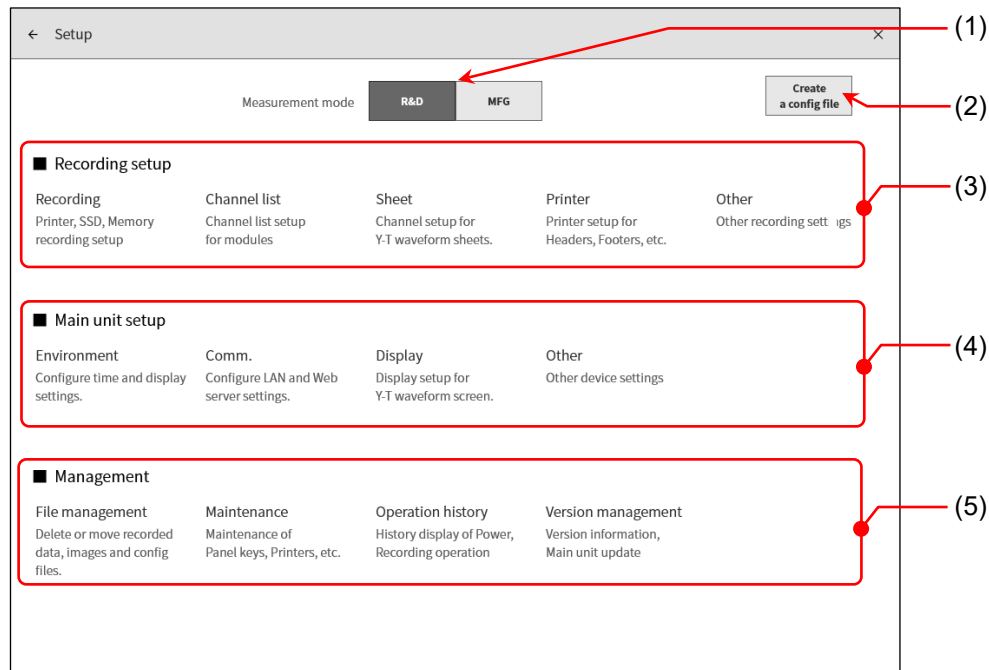 ← Setup ×
(1)
Measurement mode R&D MFG
Create
a config file
(2)
■ Recording setup
Recording
Printer, SSD, Memory
recording setup
Channel list
Channel list setup
for modules
Sheet
Channel setup for
Y-T waveform sheets.
Printer
Printer setup for
Headers, Footers, etc.
Other
Other recording sett gs
(3)
■ Main unit setup
Environment
Configure time and display
settings.
Comm.
Configure LAN and Web
server settings.
Display
Display setup for
Y-T waveform screen.
Other
Other device settings
(4)
■ Management
File management
Delete or move recorded
data, images and config
files.
Maintenance
Maintenance of
Panel keys, Printers, etc.
Operation history
History display of Power,
Recording operation
Version management
Version information,
Main unit update
(5)